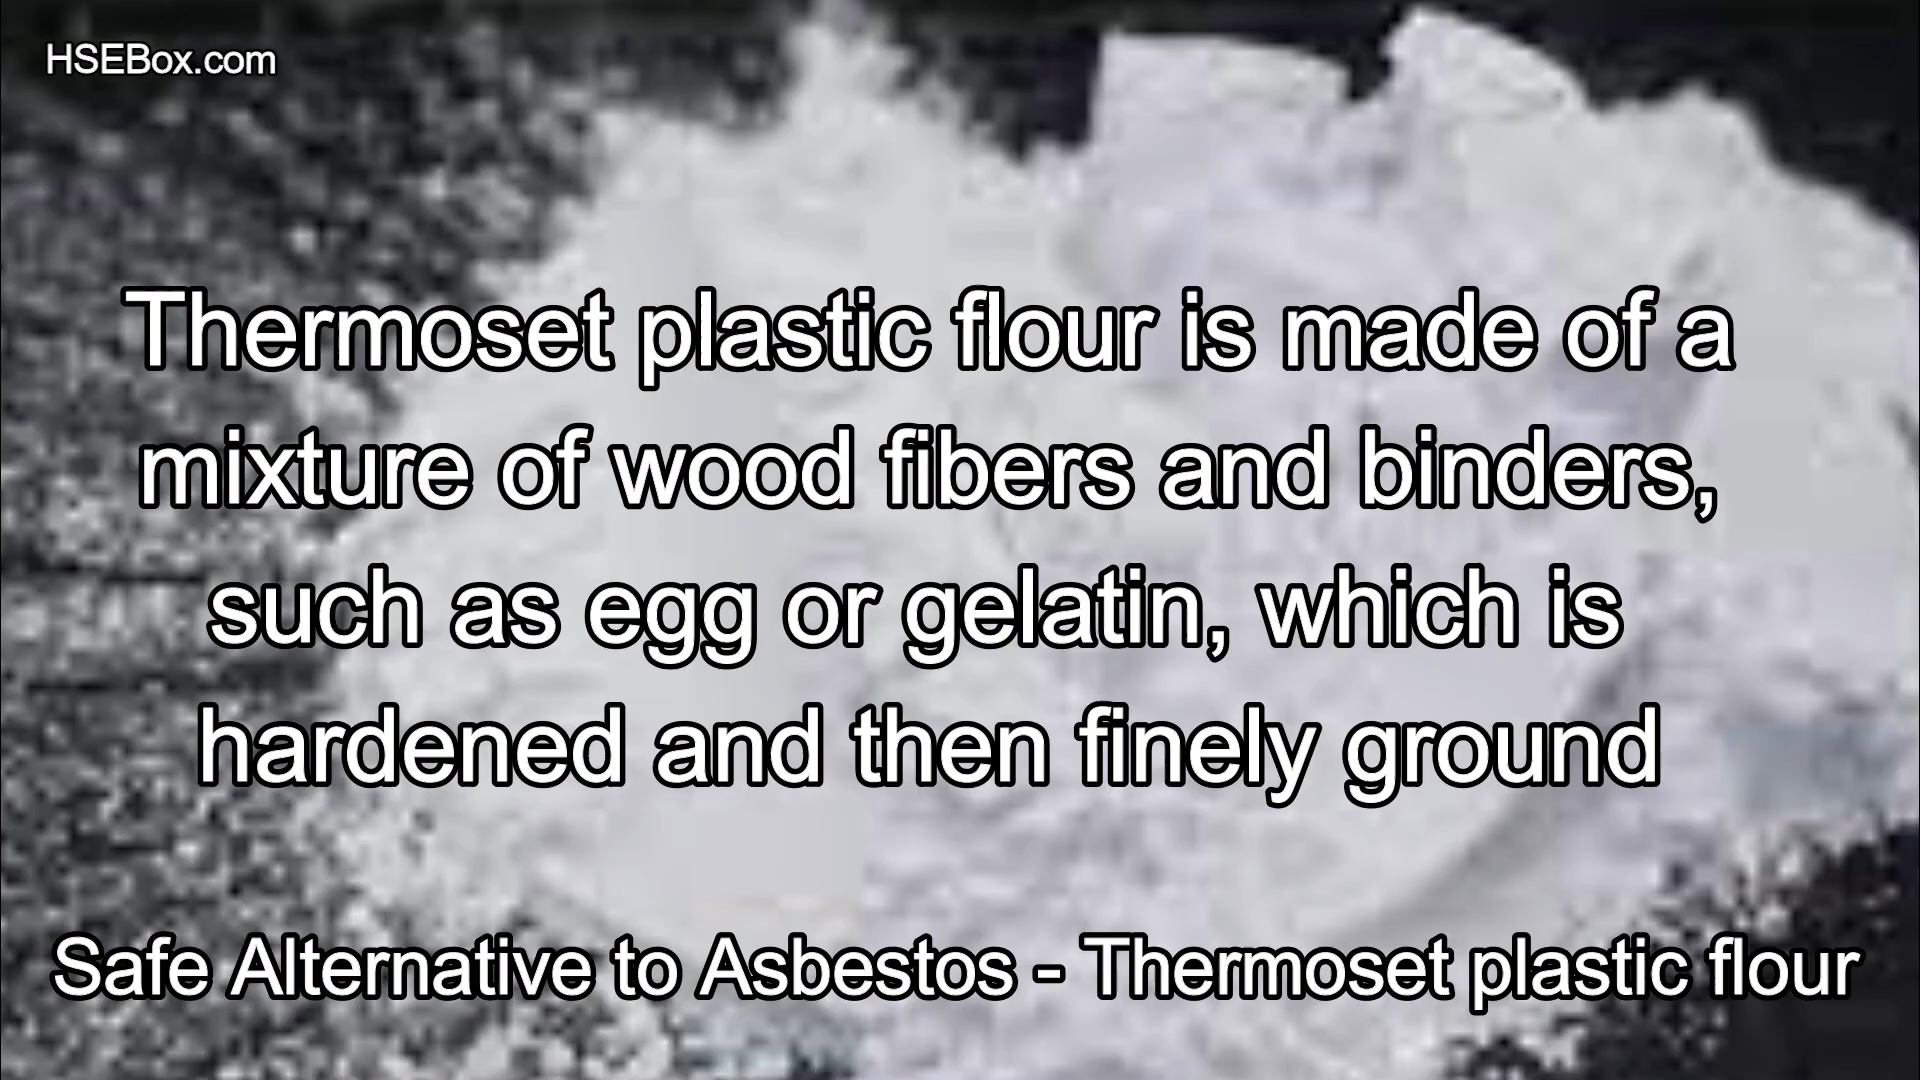 HSEBox.com
Thermoset plastic flour is made of a
mixture of wood fibers and binders,
such as egg or gelatin, which is
hardened and then finely ground
Safe Alternative to Asbestos - Thermoset plastic flour